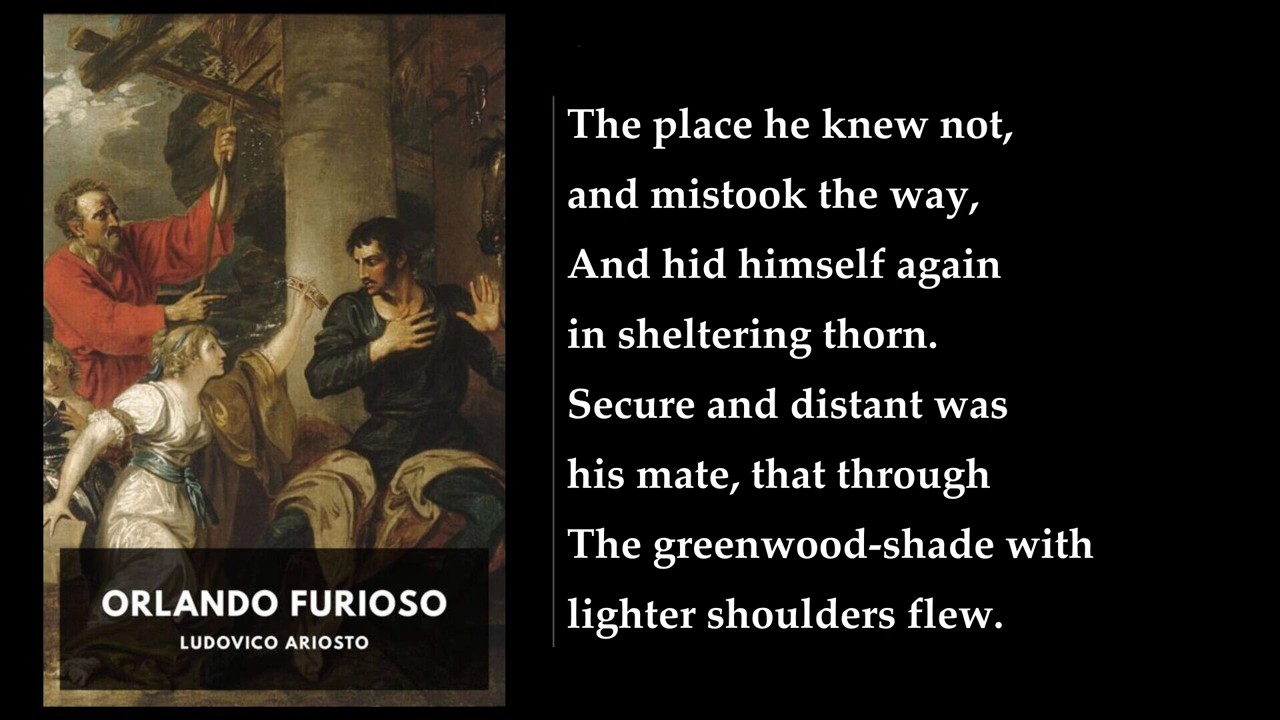 ORLANDO FURIOSO
LUDOVICO ARIOSTO
The place he knew not,
and mistook the way,
And hid himself again
in sheltering thorn.
Secure and distant was
his mate, that through
The greenwood-shade with
lighter shoulders flew.